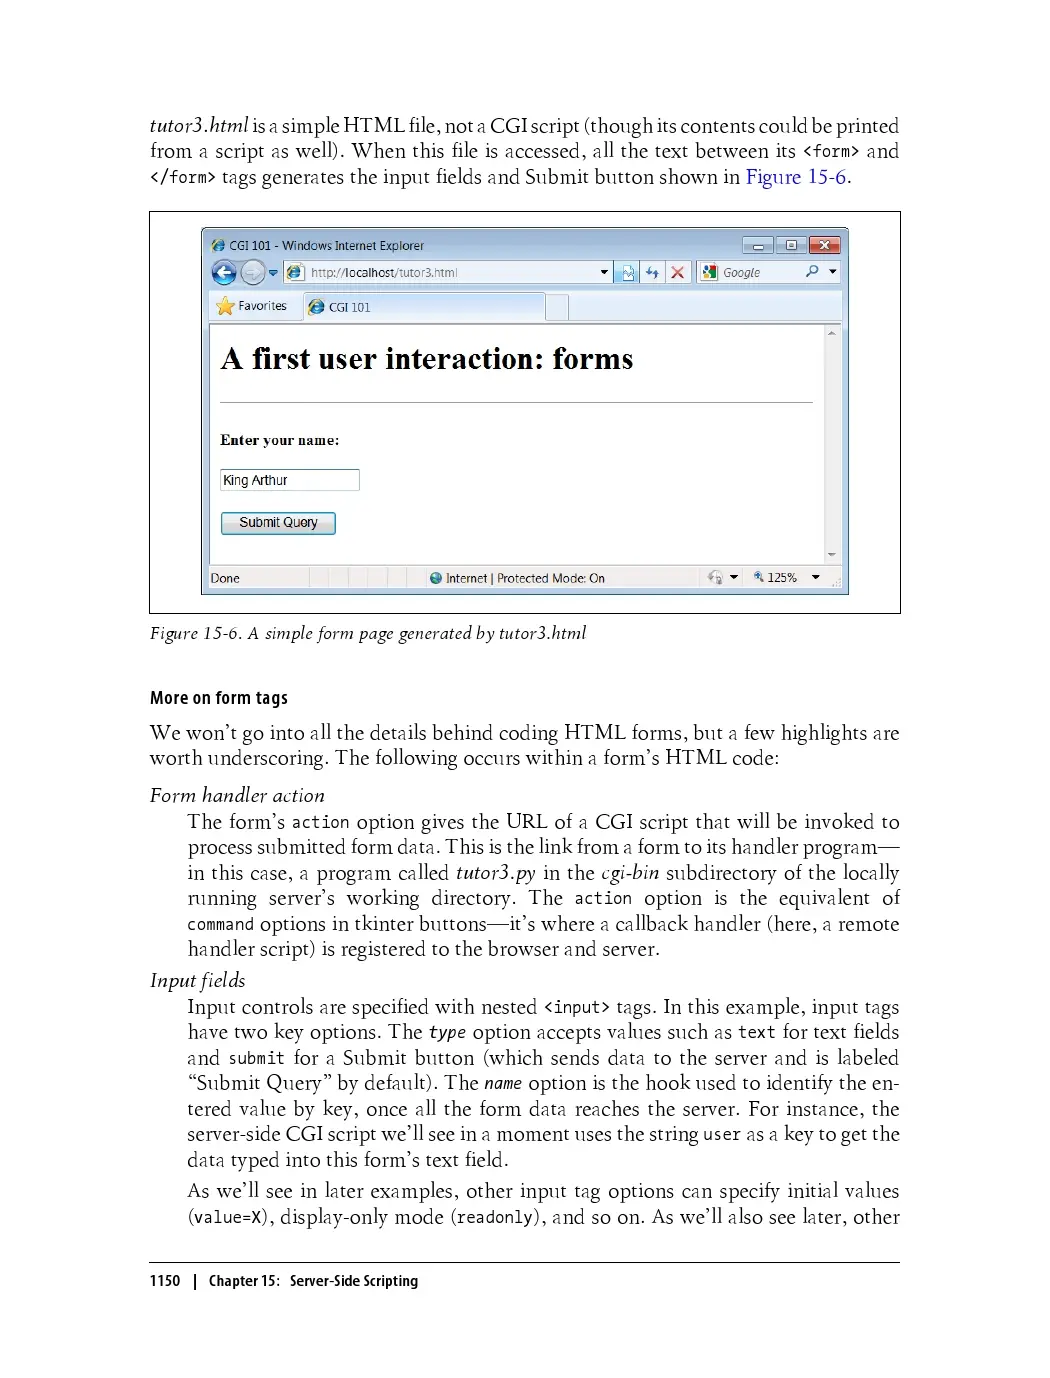 tutor3.html is a simple HTML file, not a CGI script (though its contents could be printed
from a script as well). When this file is accessed, all the text between its <form> and
</form> tags generates the input fields and Submit button shown in Figure 15-6.
CGI 101 - Windows Internet Explorer
http://localhost/tutor3.html
Google
Favorites
CGI 101
A first user interaction: forms
Enter your name:
King Arthur
Submit Query
Done
Internet | Protected Mode: On
125%
Figure 15-6. A simple form page generated by tutor3.html
More on form tags
We won’t go into all the details behind coding HTML forms, but a few highlights are
worth underscoring. The following occurs within a form’s HTML code:
Form handler action
The form’s action option gives the URL of a CGI script that will be invoked to
process submitted form data. This is the link from a form to its handler program—
in this case, a program called tutor3.py in the cgi-bin subdirectory of the locally
running server’s working directory. The action option is the equivalent of
command options in tkinter buttons—it’s where a callback handler (here, a remote
handler script) is registered to the browser and server.
Input fields
Input controls are specified with nested <input> tags. In this example, input tags
have two key options. The type option accepts values such as text for text fields
and submit for a Submit button (which sends data to the server and is labeled
“Submit Query” by default). The name option is the hook used to identify the en-
tered value by key, once all the form data reaches the server. For instance, the
server-side CGI script we’ll see in a moment uses the string user as a key to get the
data typed into this form’s text field.
As we’ll see in later examples, other input tag options can specify initial values
(value=X), display-only mode (readonly), and so on. As we’ll also see later, other
1150 | Chapter 15: Server-Side Scripting